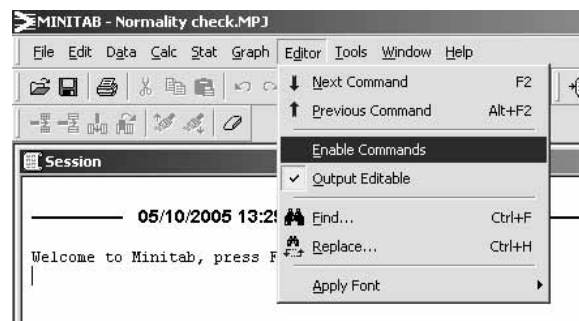 MINITAB - Normality check.MPJ
File Edit Data Calc Stat Graph Editor Tools Window Help
Next Command F2
Previous Command Alt+F2
Enable Commands
Output Editable
Find... Ctrl+F
Replace... Ctrl+H
Apply Font
Session
05/10/2005 13:2
Welcome to Minitab, press F